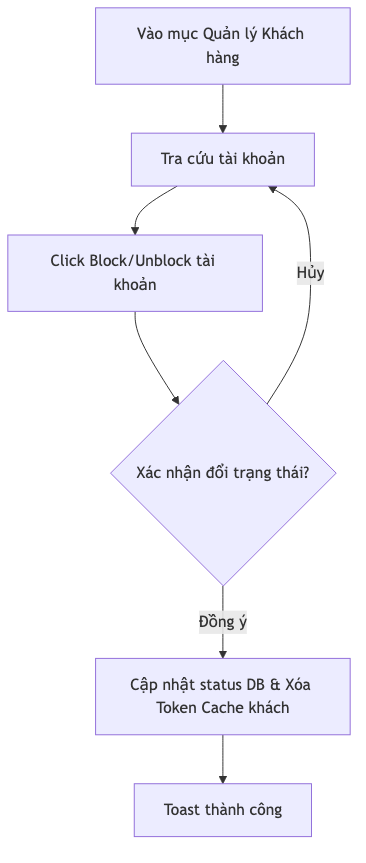 Vào mục Quản lý Khách
hàng
Tra cứu tài khoản
Click Block/Unblock tài
khoản
Hủy
Xác nhận đổi trạng thái?
Đồng ý
Cập nhật status DB & Xóa
Token Cache khách
Toast thành công